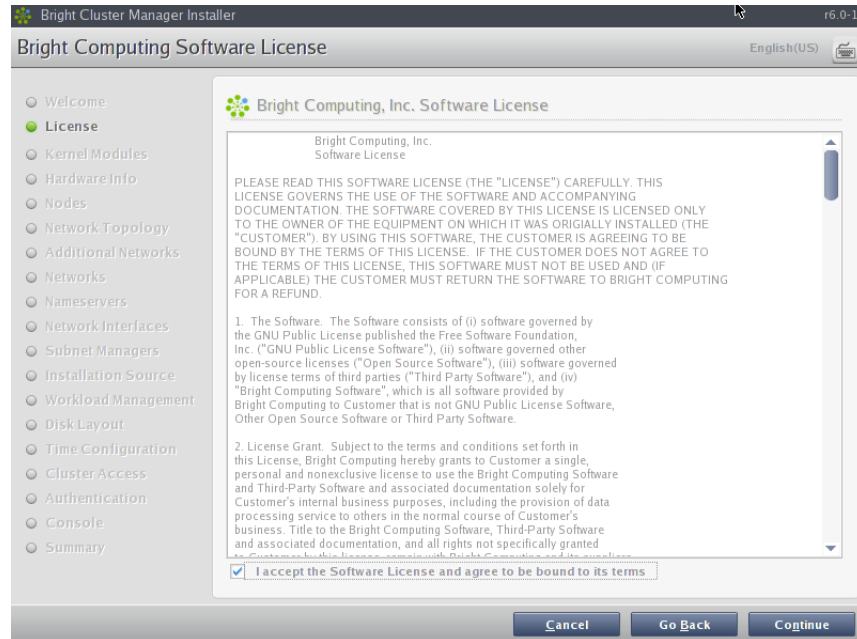 Bright Cluster Manager Installer
r6.0-1
Bright Computing Software License
English(US)
Welcome
License
Kernel Modules
Hardware Info
Nodes
Network Topology
Additional Networks
Networks
Nameservers
Network Interfaces
Subnet Managers
Installation Source
Workload Management
Disk Layout
Time Configuration
Cluster Access
Authentication
Console
Summary
Bright Computing, Inc. Software License
Bright Computing, Inc.
Software License
PLEASE READ THIS SOFTWARE LICENSE (THE "LICENSE") CAREFULLY. THIS
LICENSE GOVERNS THE USE OF THE SOFTWARE AND ACCOMPANYING
DOCUMENTATION. THE SOFTWARE COVERED BY THIS LICENSE IS LICENSED ONLY
TO THE OWNER OF THE EQUIPMENT ON WHICH IT WAS ORIGIALLY INSTALLED (THE
"CUSTOMER"). BY USING THIS SOFTWARE, THE CUSTOMER IS AGREEING TO BE
BOUND BY THE TERMS OF THIS LICENSE. IF THE CUSTOMER DOES NOT AGREE TO
THE TERMS OF THIS LICENSE, THIS SOFTWARE MUST NOT BE USED AND (IF
APPLICABLE) THE CUSTOMER MUST RETURN THE SOFTWARE TO BRIGHT COMPUTING
FOR A REFUND.
1. The Software. The Software consists of (i) software governed by
the GNU Public License published the Free Software Foundation,
Inc. ("GNU Public License Software"), (ii) software governed other
open-source licenses ("Open Source Software"), (iii) software governed
by license terms of third parties ("Third Party Software"), and (iv)
"Bright Computing Software", which is all software provided by
Bright Computing to Customer that is not GNU Public License Software,
Other Open Source Software or Third Party Software.
2. License Grant. Subject to the terms and conditions set forth in
this License, Bright Computing hereby grants to Customer a single,
personal and nonexclusive license to use the Bright Computing Software
and Third-Party Software and associated documentation solely for
Customer's internal business purposes, including the provision of data
processing service to others in the normal course of Customer's
business. Title to the Bright Computing Software, Third-Party Software
and associated documentation, and all rights not specifically granted
to Customer by this license, remain with Bright Computing and its suppliers
I accept the Software License and agree to be bound to its terms
Cancel
Go Back
Continue